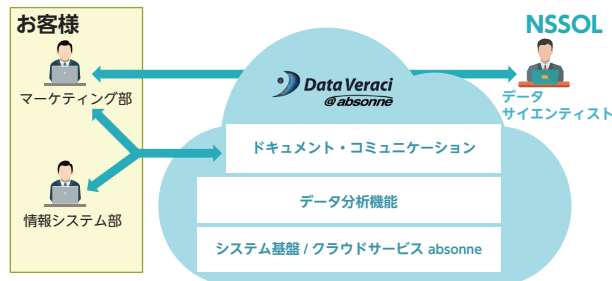 お客様
マーケティング部
情報システム部
DataVeraci
@absonne
ドキュメント・コミュニケーション
データ分析機能
システム基盤 / クラウドサービス absonne
NSSOL
データ
サイエンティスト